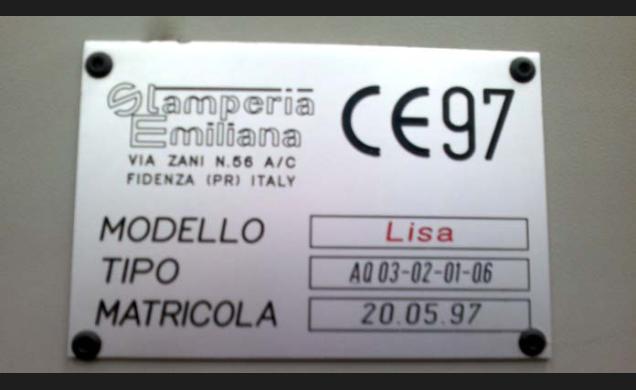 Stamperia
Emiliana
VIA ZANI N.56 A/C
FIDENZA (PR) ITALY
CE97
MODELLO Lisa
TIPO AQ 03-02-01-06
MATRICOLA 20.05.97